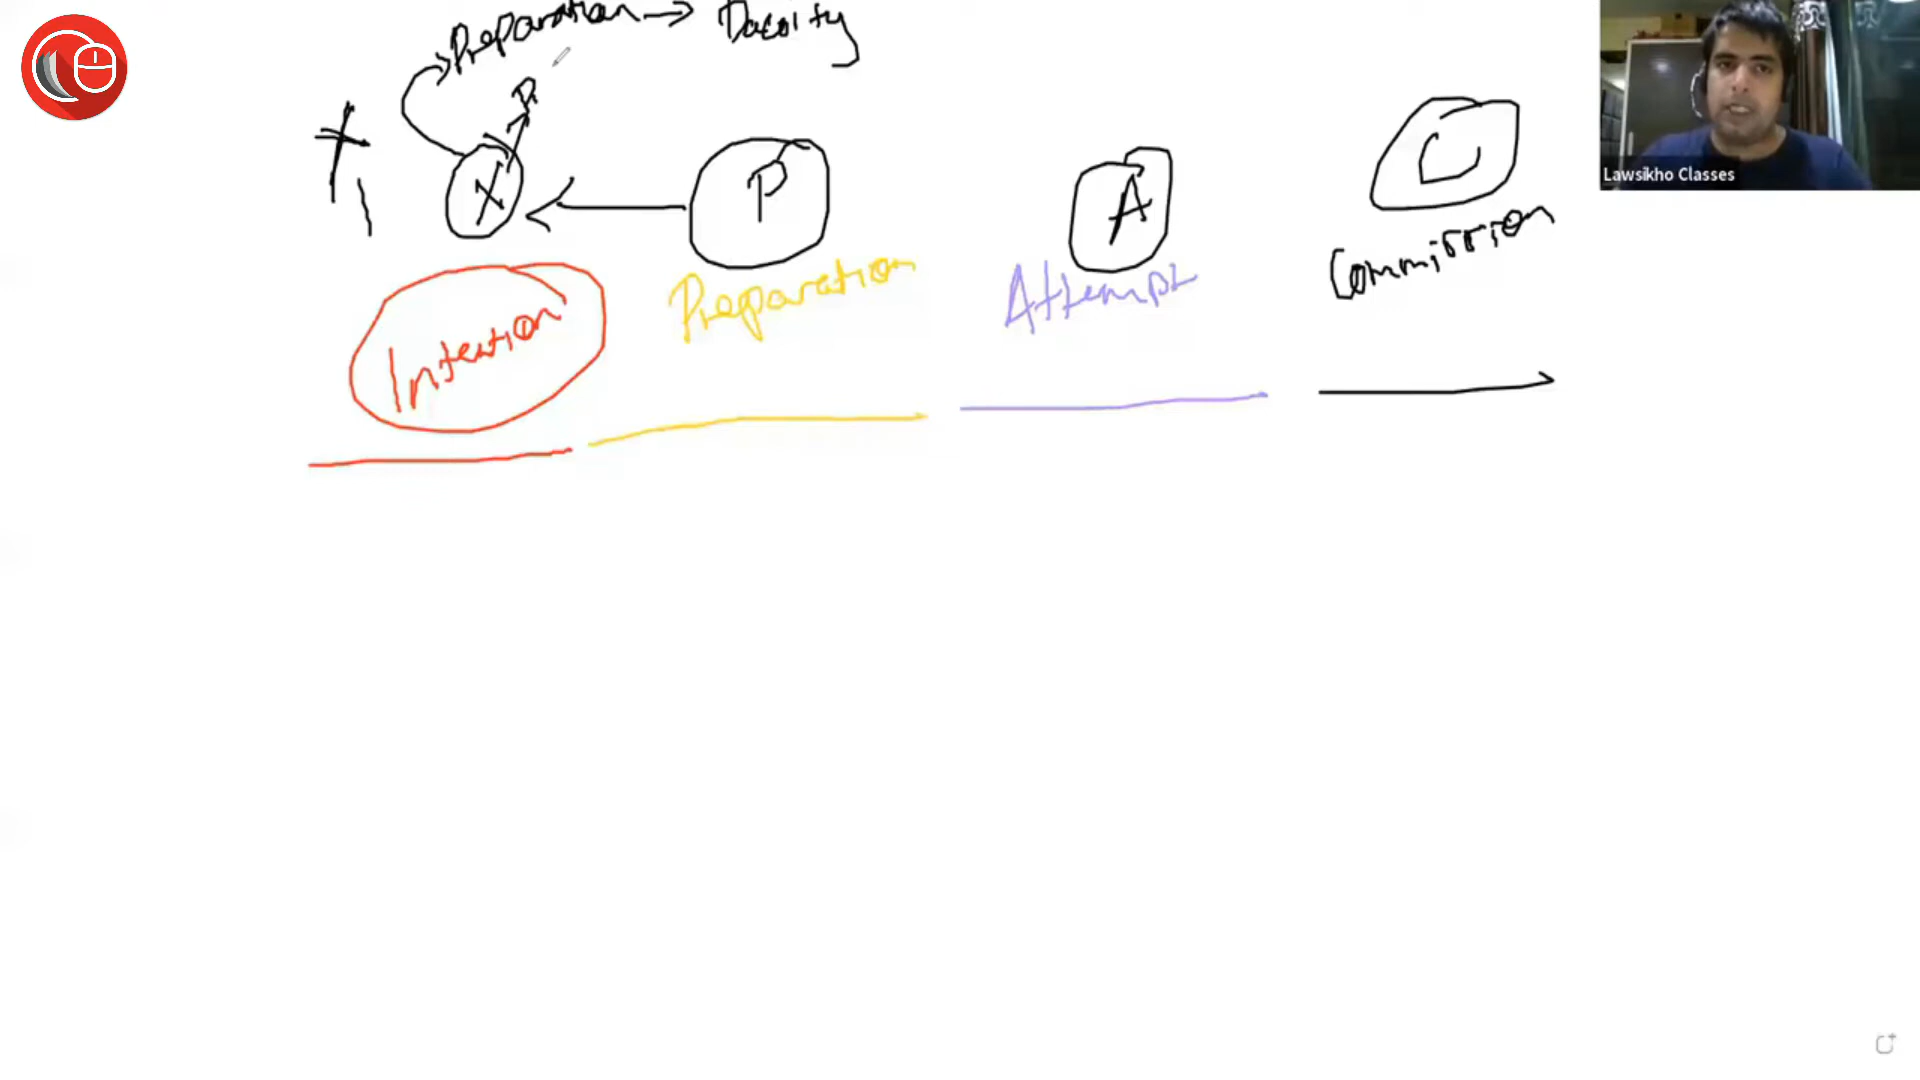 Preparation → Dacoity
X
P
A
C
Intention
Preparation
Attempt
Commission
Lawsikho Classes